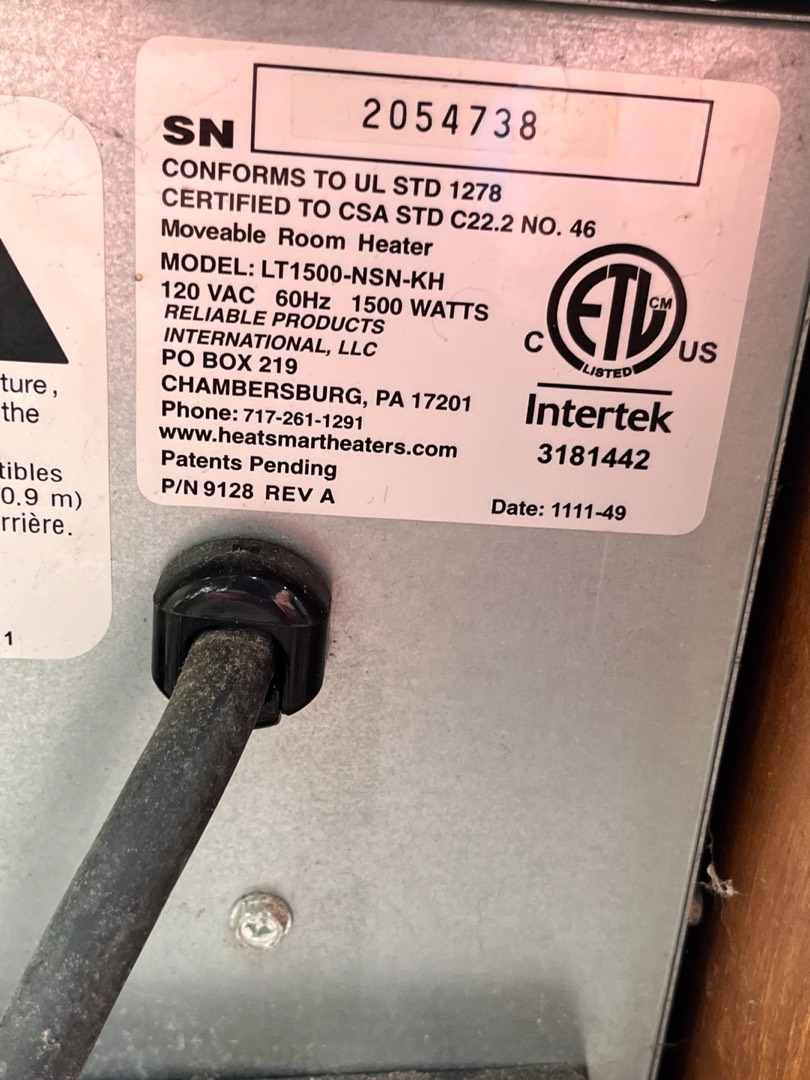 SN 2054738
CONFORMS TO UL STD 1278
CERTIFIED TO CSA STD C22.2 NO. 46
Moveable Room Heater
MODEL: LT1500-NSN-KH
120 VAC 60Hz 1500 WATTS
RELIABLE PRODUCTS
INTERNATIONAL, LLC
PO BOX 219
CHAMBERSBURG, PA 17201
Phone: 717-261-1291
www.heatsmartheaters.com
Patents Pending
P/N 9128 REV A
ETL CM
C US
LISTED
Intertek
3181442
Date: 1111-49
ture,
the
tibles
0.9 m)
rrière.
1